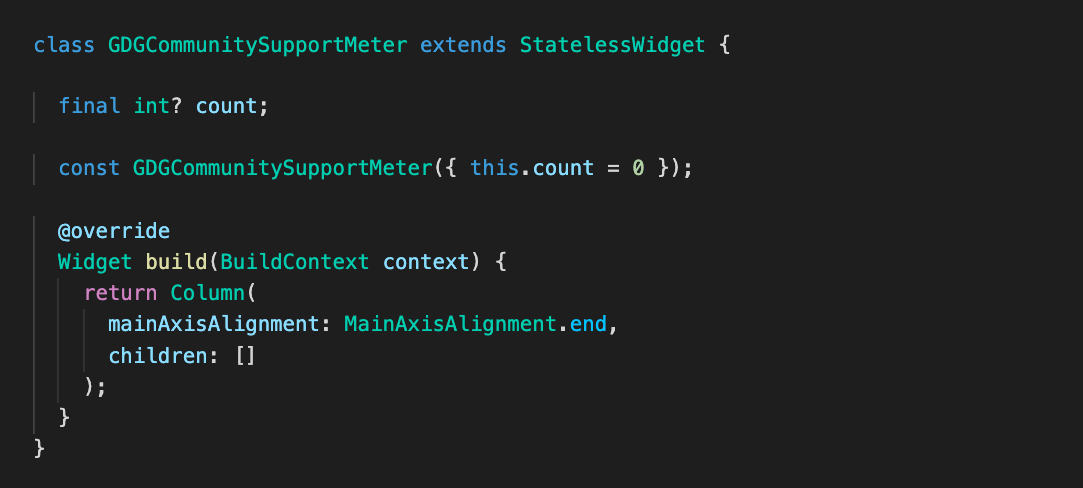 class GDGCommunitySupportMeter extends StatelessWidget {
final int? count;
const GDGCommunitySupportMeter({ this.count = 0 });
@override
Widget build(BuildContext context) {
return Column(
mainAxisAlignment: MainAxisAlignment.end,
children: []
);
}
}